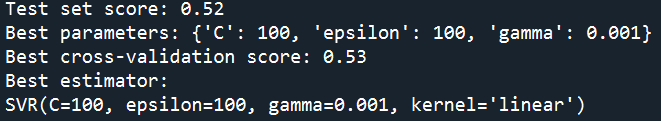 Test set score: 0.52
Best parameters: {'C': 100, 'epsilon': 100, 'gamma': 0.001}
Best cross-validation score: 0.53
Best estimator:
SVR(C=100, epsilon=100, gamma=0.001, kernel='linear')